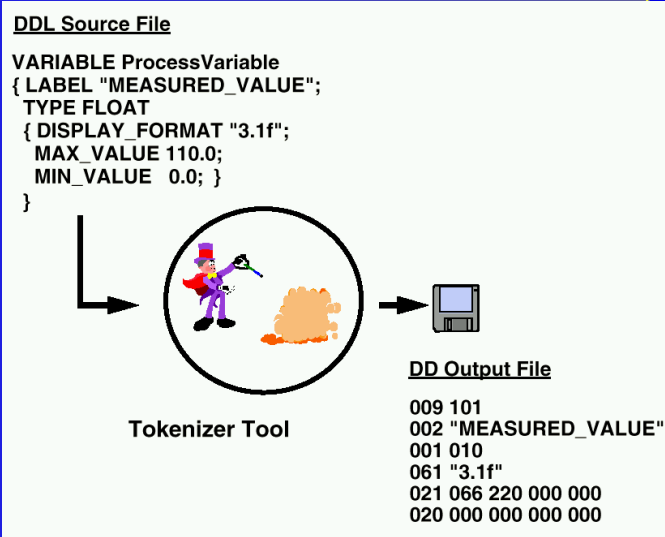 DDL Source File
VARIABLE ProcessVariable
{ LABEL "MEASURED_VALUE";
TYPE FLOAT
{ DISPLAY_FORMAT "3.1f";
MAX_VALUE 110.0;
MIN_VALUE 0.0; }
}
Tokenizer Tool
DD Output File
009 101
002 "MEASURED_VALUE"
001 010
061 "3.1f"
021 066 220 000 000
020 000 000 000 000